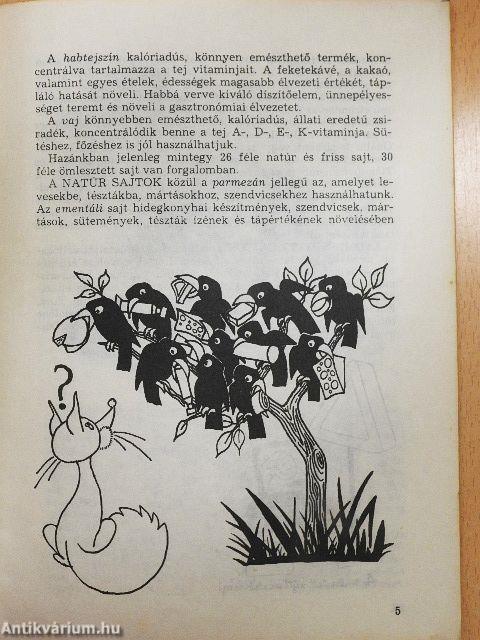 A habtejszín kalóriadús, könnyen emészthető termék, kon-
centrálva tartalmazza a tej vitaminjait. A feketekávé, a kakaó,
valamint egyes ételek, édességek magasabb élvezeti értékét, táp-
láló hatását növeli. Habbá verve kiváló díszítőelem, ünnepélyes-
séget teremt és növeli a gasztronómiai élvezetet.
A vaj könnyebben emészthető, kalóriadús, állati eredetű zsi-
radék, koncentrálódik benne a tej A-, D-, E-, K-vitaminja. Sü-
téshez, főzéshez is jól használhatjuk.
Hazánkban jelenleg mintegy 26 féle natúr és friss sajt, 30
féle ömlesztett sajt van forgalomban.
A NATÚR SAJTOK közül a parmezán jellegű az, amelyet le-
vesekbe, tésztákba, mártásokhoz, szendvicsekhez használhatunk.
Az ementáli sajt hidegkonyhai készítmények, szendvicsek, már-
tások, sütemények, tészták ízének és tápértékének növelésében
?
5
Antikvárium.hu